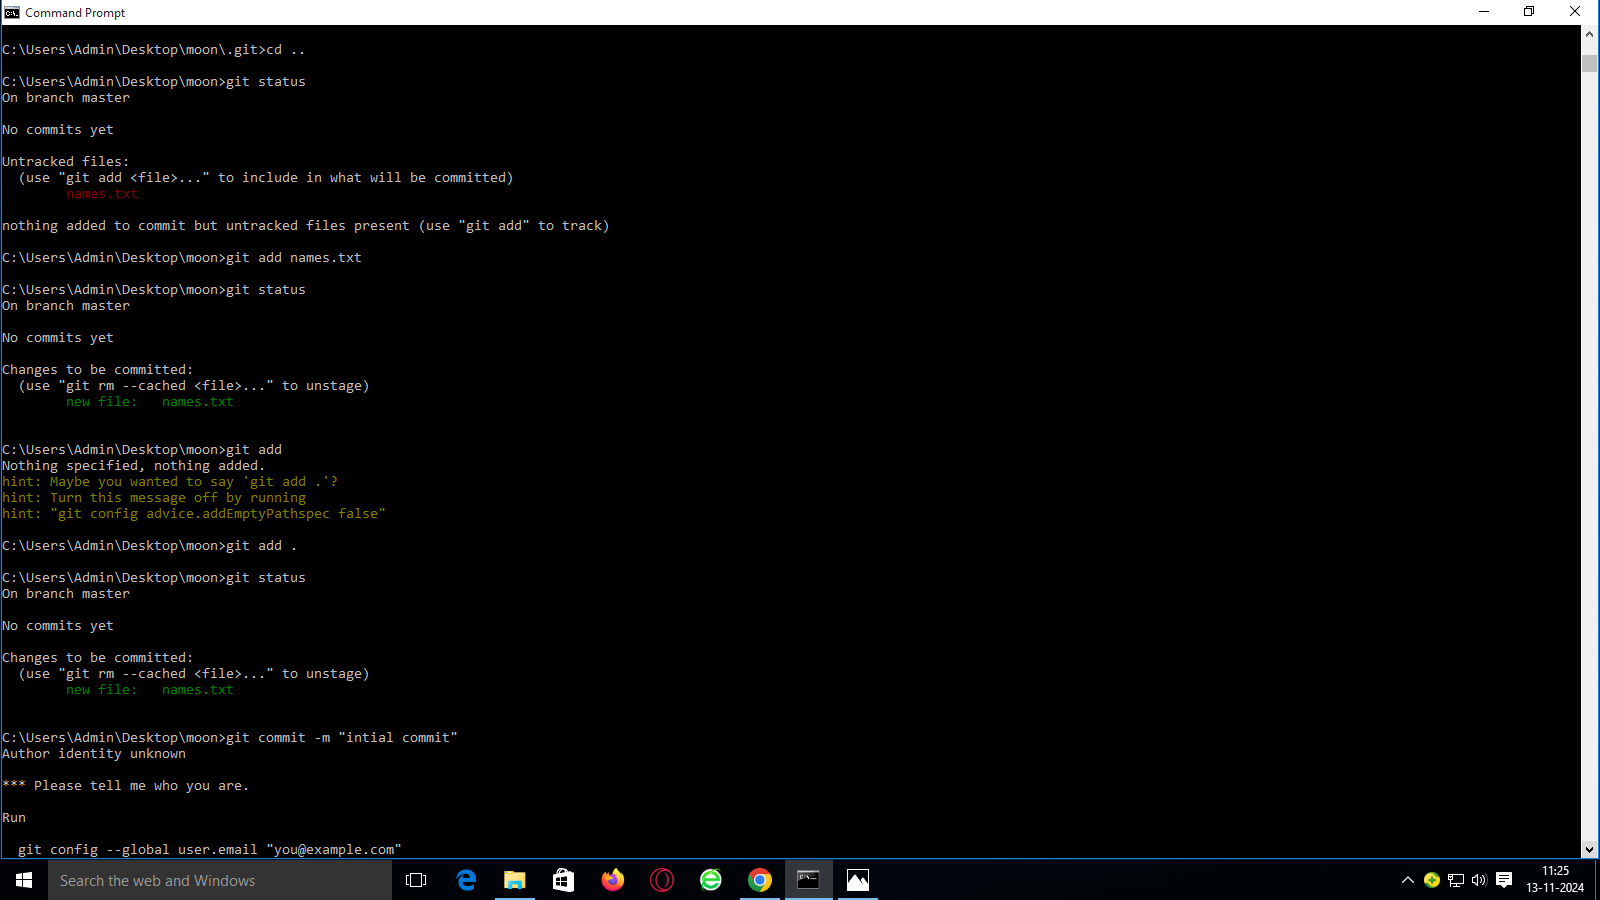 Command Prompt
C:\Users\Admin\Desktop\moon\.git>cd ..
C:\Users\Admin\Desktop\moon>git status
On branch master
No commits yet
Untracked files:
  (use "git add <file>..." to include in what will be committed)
        names.txt
nothing added to commit but untracked files present (use "git add" to track)
C:\Users\Admin\Desktop\moon>git add names.txt
C:\Users\Admin\Desktop\moon>git status
On branch master
No commits yet
Changes to be committed:
  (use "git rm --cached <file>..." to unstage)
        new file:   names.txt
C:\Users\Admin\Desktop\moon>git add
Nothing specified, nothing added.
hint: Maybe you wanted to say 'git add .'?
hint: Turn this message off by running
hint: "git config advice.addEmptyPathspec false"
C:\Users\Admin\Desktop\moon>git add .
C:\Users\Admin\Desktop\moon>git status
On branch master
No commits yet
Changes to be committed:
  (use "git rm --cached <file>..." to unstage)
        new file:   names.txt
C:\Users\Admin\Desktop\moon>git commit -m "intial commit"
Author identity unknown
*** Please tell me who you are.
Run
  git config --global user.email "you@example.com"
Search the web and Windows
11:25
13-11-2024